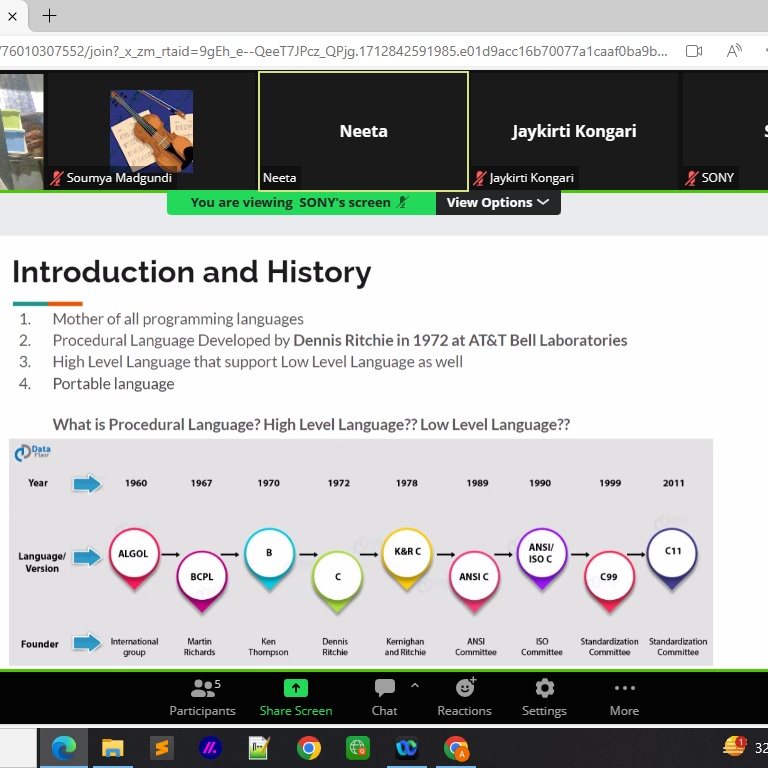 76010307552/join?_x_zm_rtaid=9gEh_e--QeeT7JPcz_QPjg.1712842591985.e01d9acc16b70077a1caaf0ba9b...
Neeta
Jaykirti Kongari
Soumya Madgundi
Neeta
Jaykirti Kongari
SONY
You are viewing SONY's screen
View Options
Introduction and History
1. Mother of all programming languages
2. Procedural Language Developed by Dennis Ritchie in 1972 at AT&T Bell Laboratories
3. High Level Language that support Low Level Language as well
4. Portable language
What is Procedural Language? High Level Language?? Low Level Language??
Data
Flair
Year 1960 1967 1970 1972 1978 1989 1990 1999 2011
Language/
Version
ALGOL
BCPL
B
C
K&R C
ANSI C
ANSI/
ISO C
C99
C11
Founder
International
group
Martin
Richards
Ken
Thompson
Dennis
Ritchie
Kernighan
and Ritchie
ANSI
Committee
ISO
Committee
Standardization
Committee
Standardization
Committee
5
Participants
Share Screen
Chat
Reactions
Settings
More
1
32